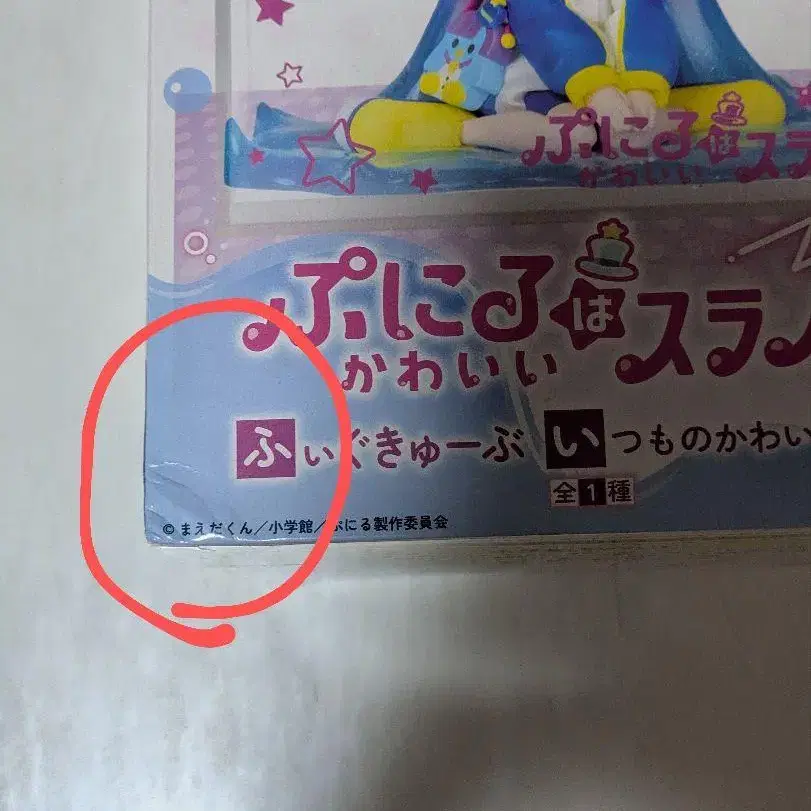 ぷにるはスラ
かわいい
ぷにるはスラ
かわいい
ふぃぐきゅーぶ いつものかわい
全1種
© まえだくん/小学館/ぷにる製作委員会